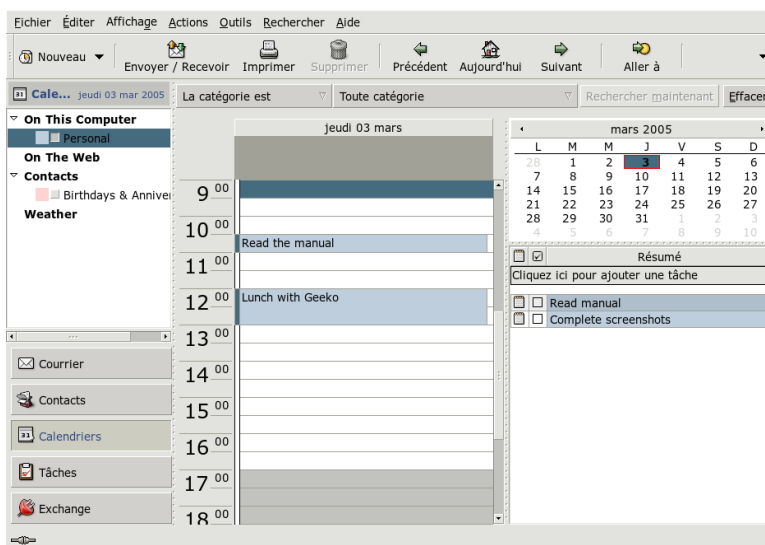 Fichier Éditer Affichage Actions Outils Rechercher Aide
Nouveau Envoyer / Recevoir Imprimer Supprimer Précédent Aujourd'hui Suivant Aller à
Cale... jeudi 03 mar 2005
La catégorie est Toute catégorie Rechercher maintenant Effacer
On This Computer
Personal
On The Web
Contacts
Birthdays & Anniver
Weather
Courrier
Contacts
31 Calendriers
Tâches
Exchange
jeudi 03 mars
9 00
10 00
Read the manual
11 00
12 00 Lunch with Geeko
13 00
14 00
15 00
16 00
17 00
18 00
mars 2005
L M M J V S D
28 1 2 3 4 5 6
7 8 9 10 11 12 13
14 15 16 17 18 19 20
21 22 23 24 25 26 27
28 29 30 31 1 2 3
4 5 6 7 8 9 10
Résumé
Cliquez ici pour ajouter une tâche
Read manual
Complete screenshots